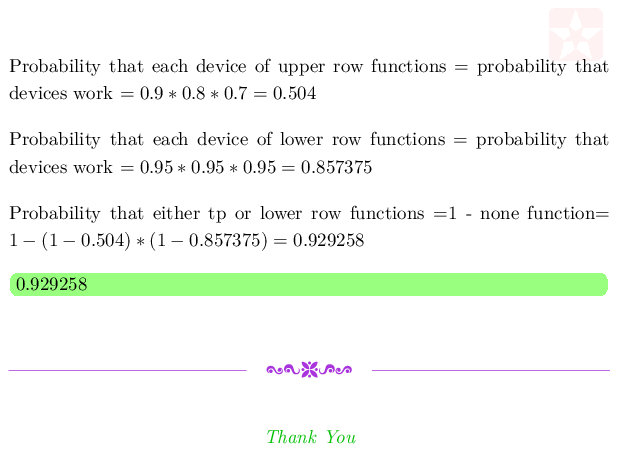 Probability that each device of upper row functions = probability that
devices work = 0.9 ∗ 0.8 ∗ 0.7 = 0.504
Probability that each device of lower row functions = probability that
devices work = 0.95 ∗ 0.95 ∗ 0.95 = 0.857375
Probability that either tp or lower row functions =1 - none function=
1 − (1 − 0.504) ∗ (1 − 0.857375) = 0.929258
0.929258
Thank You